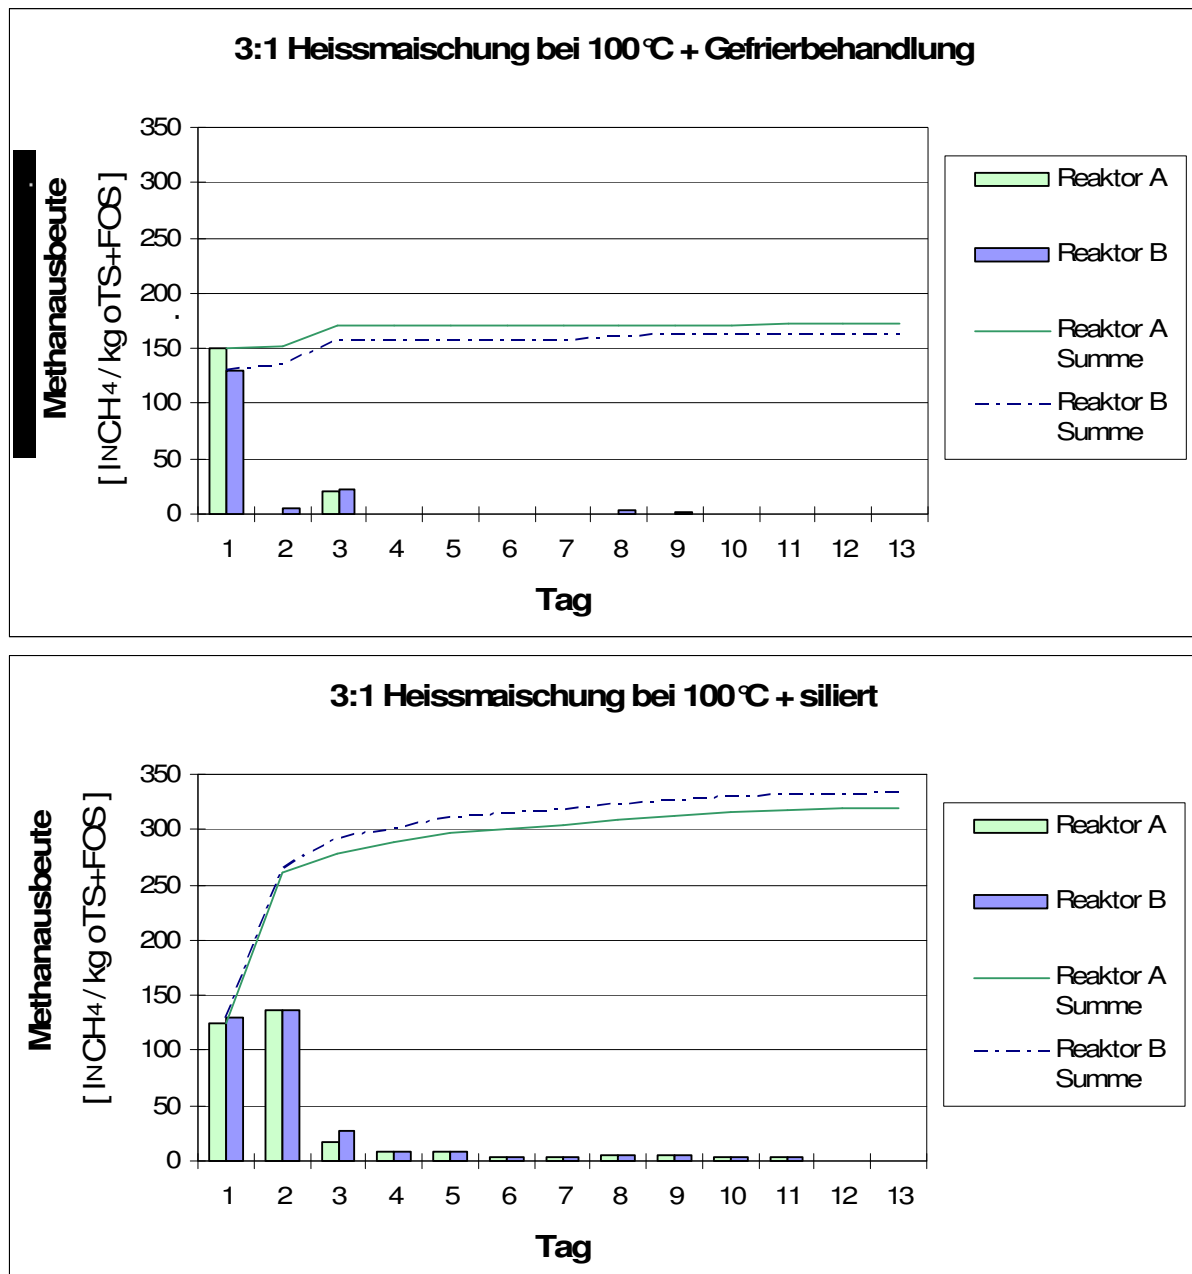 3:1 Heissmaischung bei 100°C + Gefrierbehandlung
Methanausbeute
[lNCH4 / kg oTS+FOS]
350
300
250
200
150
100
50
0
1 2 3 4 5 6 7 8 9 10 11 12 13
Tag
Reaktor A
Reaktor B
Reaktor A
Summe
Reaktor B
Summe
3:1 Heissmaischung bei 100°C + siliert
Methanausbeute
[lNCH4 / kg oTS+FOS]
350
300
250
200
150
100
50
0
1 2 3 4 5 6 7 8 9 10 11 12 13
Tag
Reaktor A
Reaktor B
Reaktor A
Summe
Reaktor B
Summe